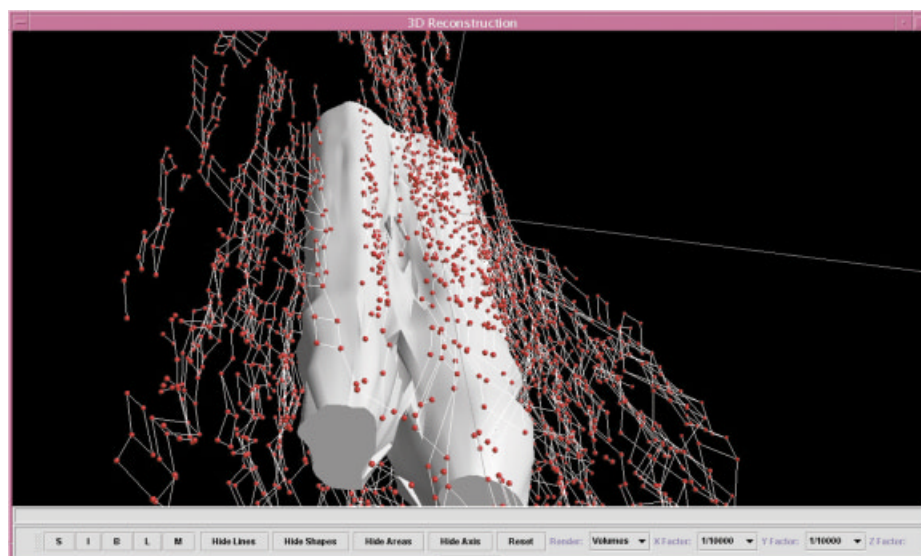 3D Reconstruction
S I B L M Hide Lines Hide Shapes Hide Areas Hide Axis Reset Render: Volumes X Factor: 1/10000 Y Factor: 1/10000 Z Factor: